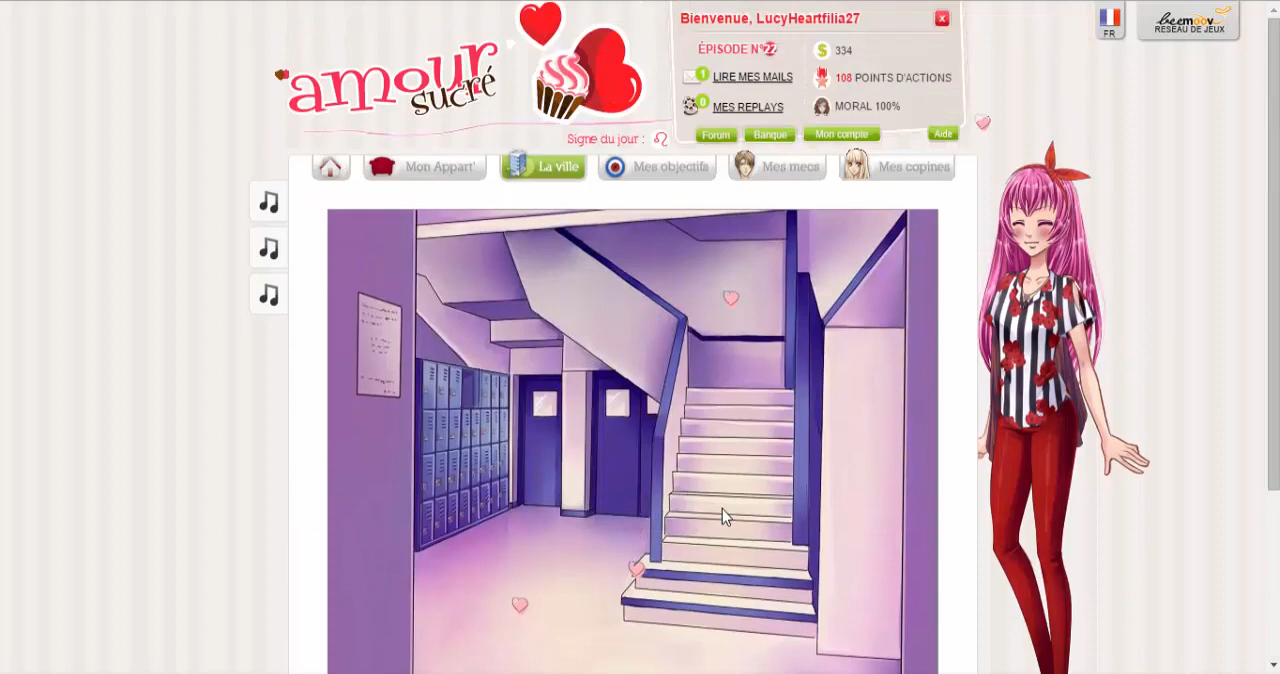 amour
sucré
Bienvenue, LucyHeartfilia27
x
ÉPISODE N°22
334
1
LIRE MES MAILS
108 POINTS D'ACTIONS
0
MES REPLAYS
MORAL 100%
Forum
Banque
Mon compte
Aide
Signe du jour : ♌
FR
beemoov
RESEAU DE JEUX
Mon Appart'
La ville
Mes objectifs
Mes mecs
Mes copines